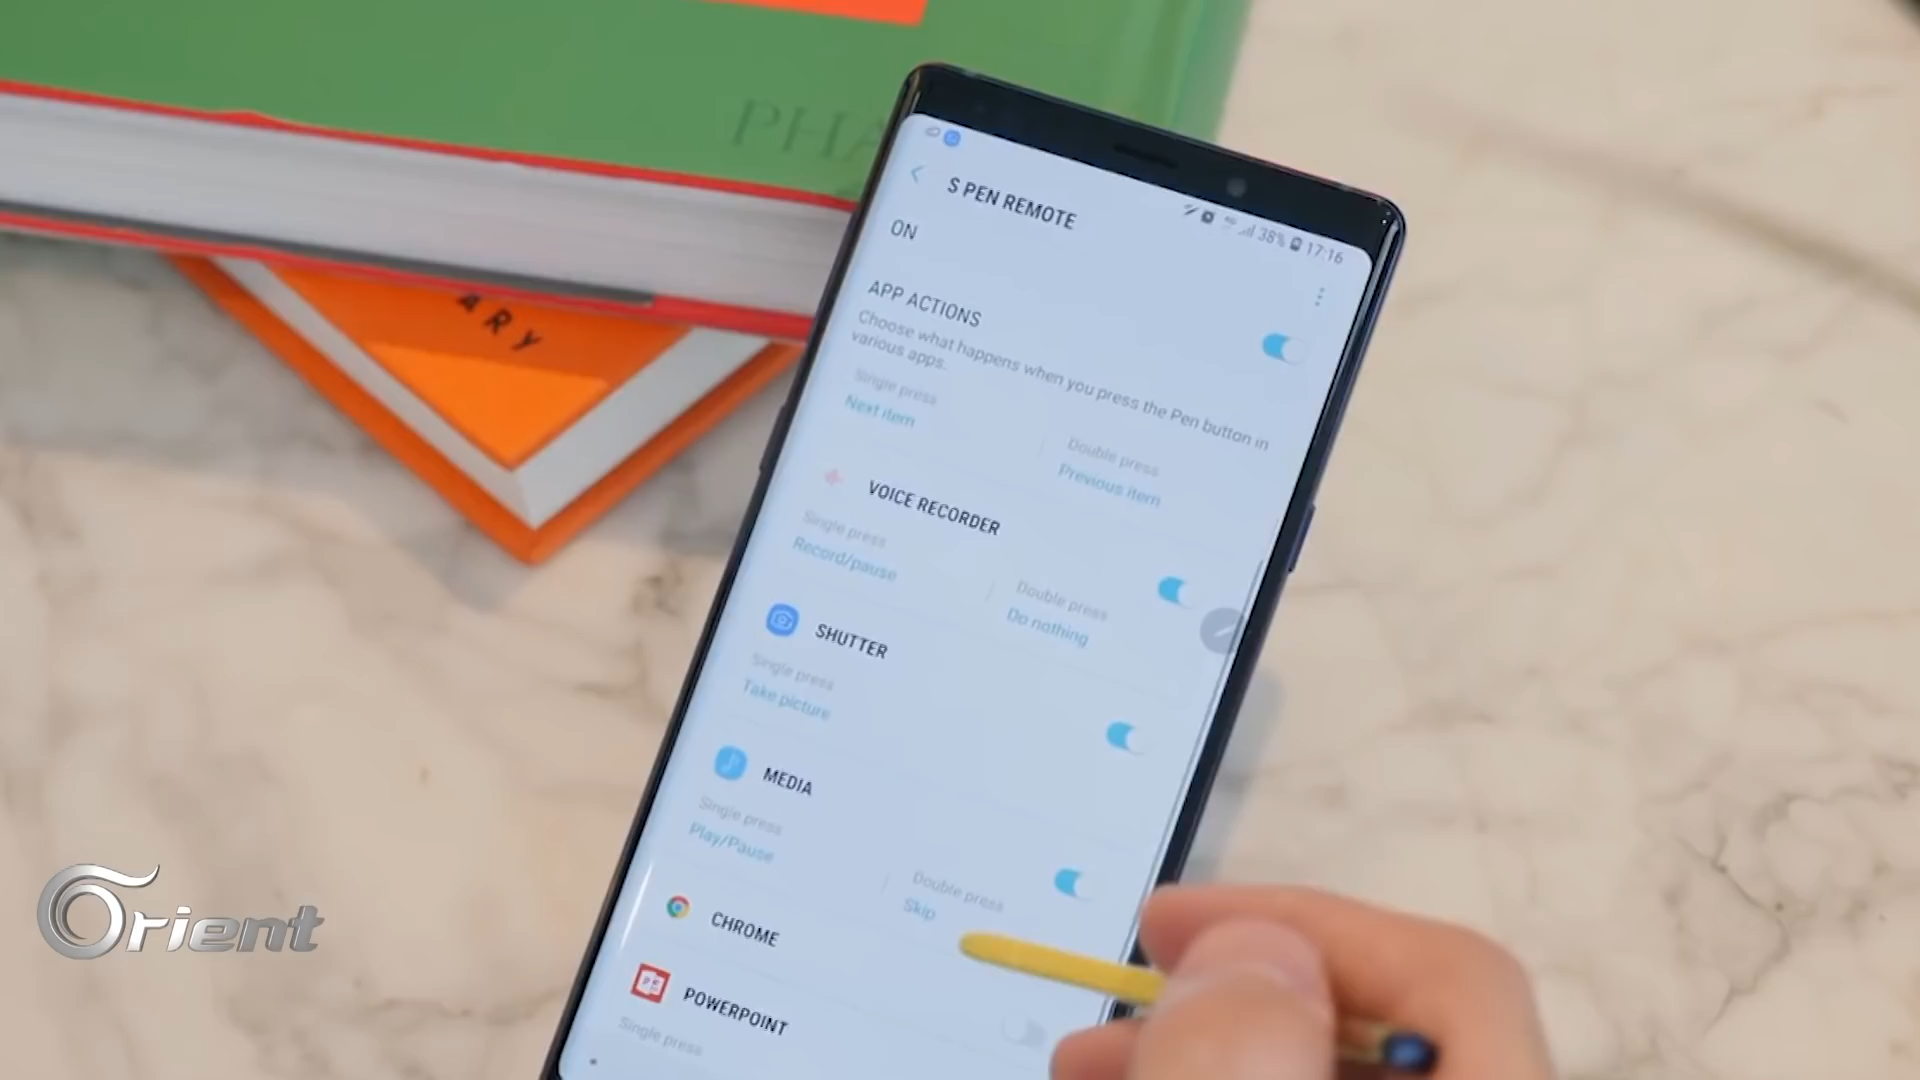 PHA
ARY
38% 17:16
S PEN REMOTE
ON
APP ACTIONS
Choose what happens when you press the Pen button in
various apps.
Single press
Next item
Double press
Previous item
VOICE RECORDER
Single press
Record/pause
Double press
Do nothing
SHUTTER
Single press
Take picture
MEDIA
Single press
Play/Pause
Double press
Skip
CHROME
POWERPOINT
Single press
Orient